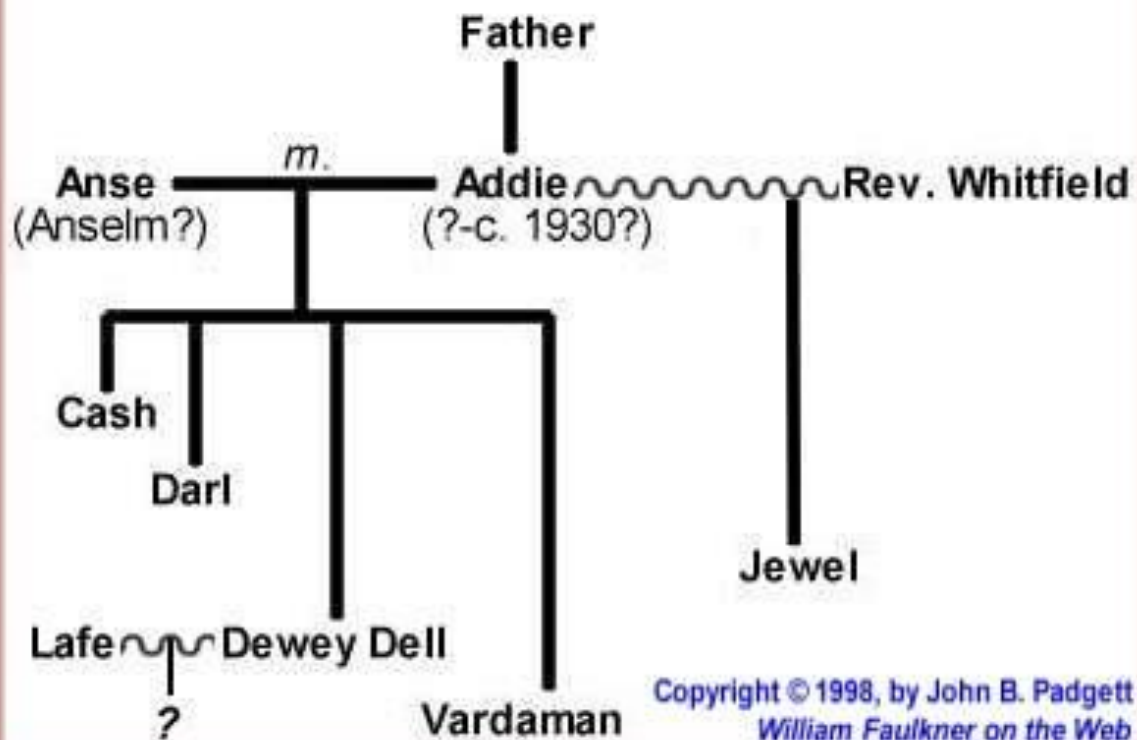 Father
m.
Anse Addie Rev. Whitfield
(Anselm?) (?-c. 1930?)
Cash
Darl
Jewel
Lafe Dewey Dell
?
Vardaman
Copyright © 1998, by John B. Padgett
William Faulkner on the Web